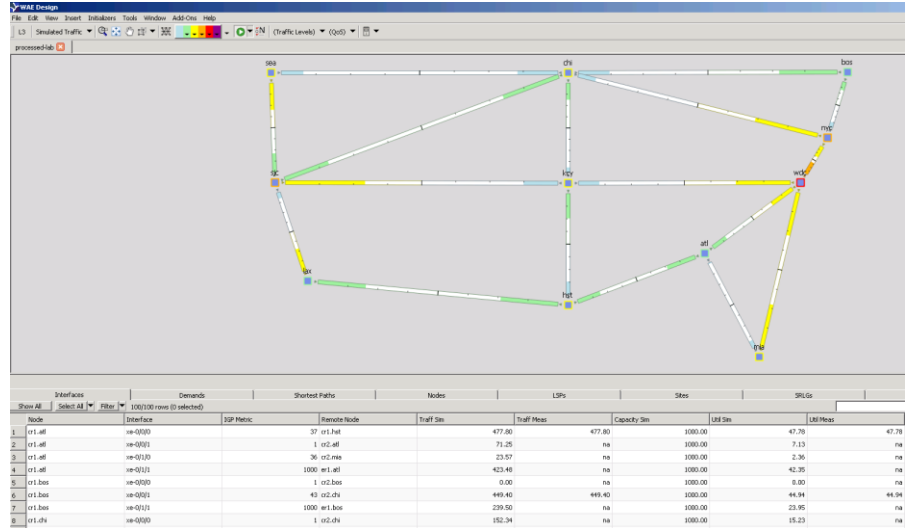 WAE Design
File Edit View Insert Initializers Tools Window Add-Ons Help
L3 Simulated Traffic (Traffic Levels) (QoS)
processed-lab
sea chi bos
nyc
sjc kcy wdc
atl
lax
hst
mia
Interfaces Demands Shortest Paths Nodes LSPs Sites SRLGs
Show All Select All Filter 100/108 rows (0 selected)
Node Interface IGP Metric Remote Node Traff Sim Traff Meas Capacity Sim Util Sim Util Meas
1 cr1.atl xe-0/0/0 37 cr1.hst 477.80 477.80 1000.00 47.78 47.78
2 cr1.atl xe-0/0/1 1 cr2.atl 71.25 na 1000.00 7.13 na
3 cr1.atl xe-0/1/0 36 cr2.mia 23.57 na 1000.00 2.36 na
4 cr1.atl xe-0/1/1 1000 er1.atl 423.48 na 1000.00 42.35 na
5 cr1.bos xe-0/0/0 1 cr2.bos 0.00 na 1000.00 0.00 na
6 cr1.bos xe-0/0/1 43 cr2.chi 449.40 449.40 1000.00 44.94 44.94
7 cr1.bos xe-0/1/1 1000 er1.bos 239.50 na 1000.00 23.95 na
8 cr1.chi xe-0/0/0 1 cr2.chi 152.34 na 1000.00 15.23 na